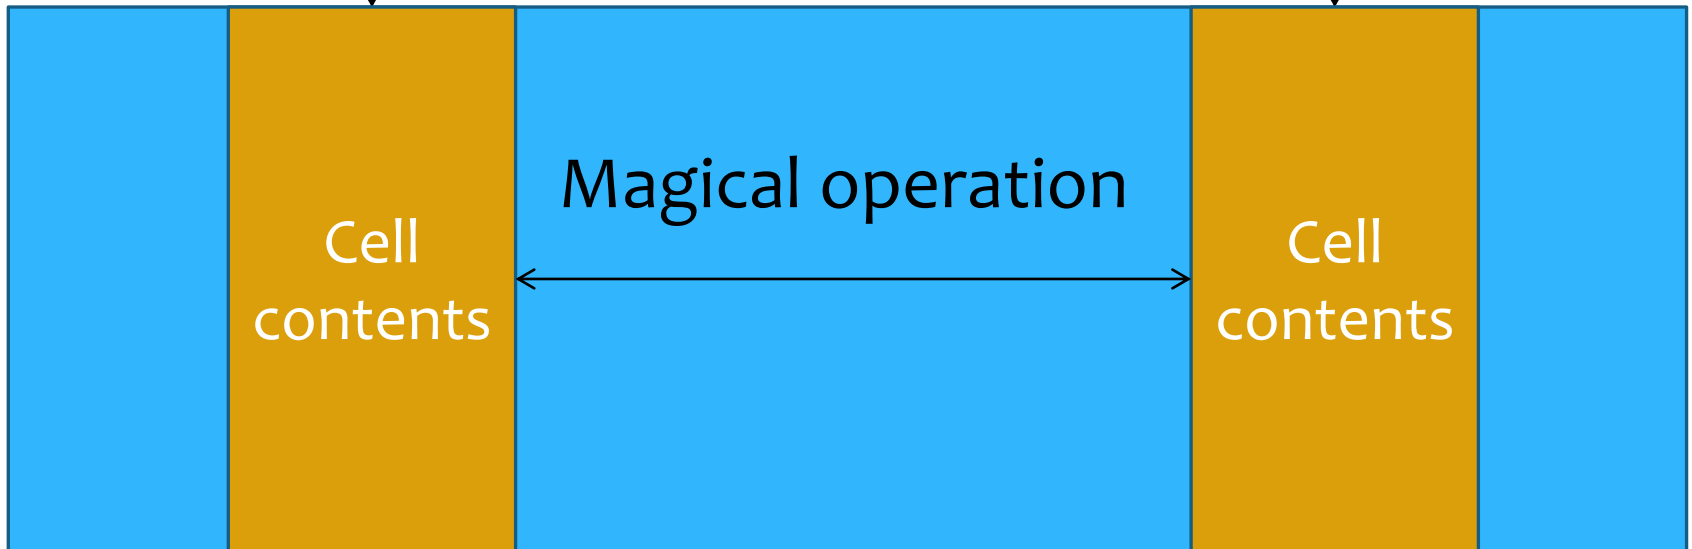 Magical operation
Cell
contents
Cell
contents